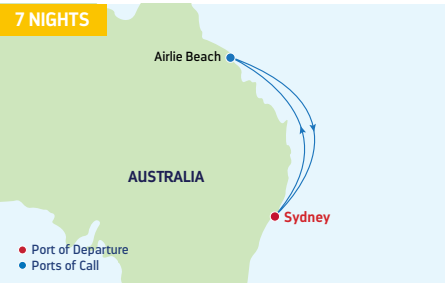 7 NIGHTS
Airlie Beach
AUSTRALIA
Sydney
Port of Departure
Ports of Call